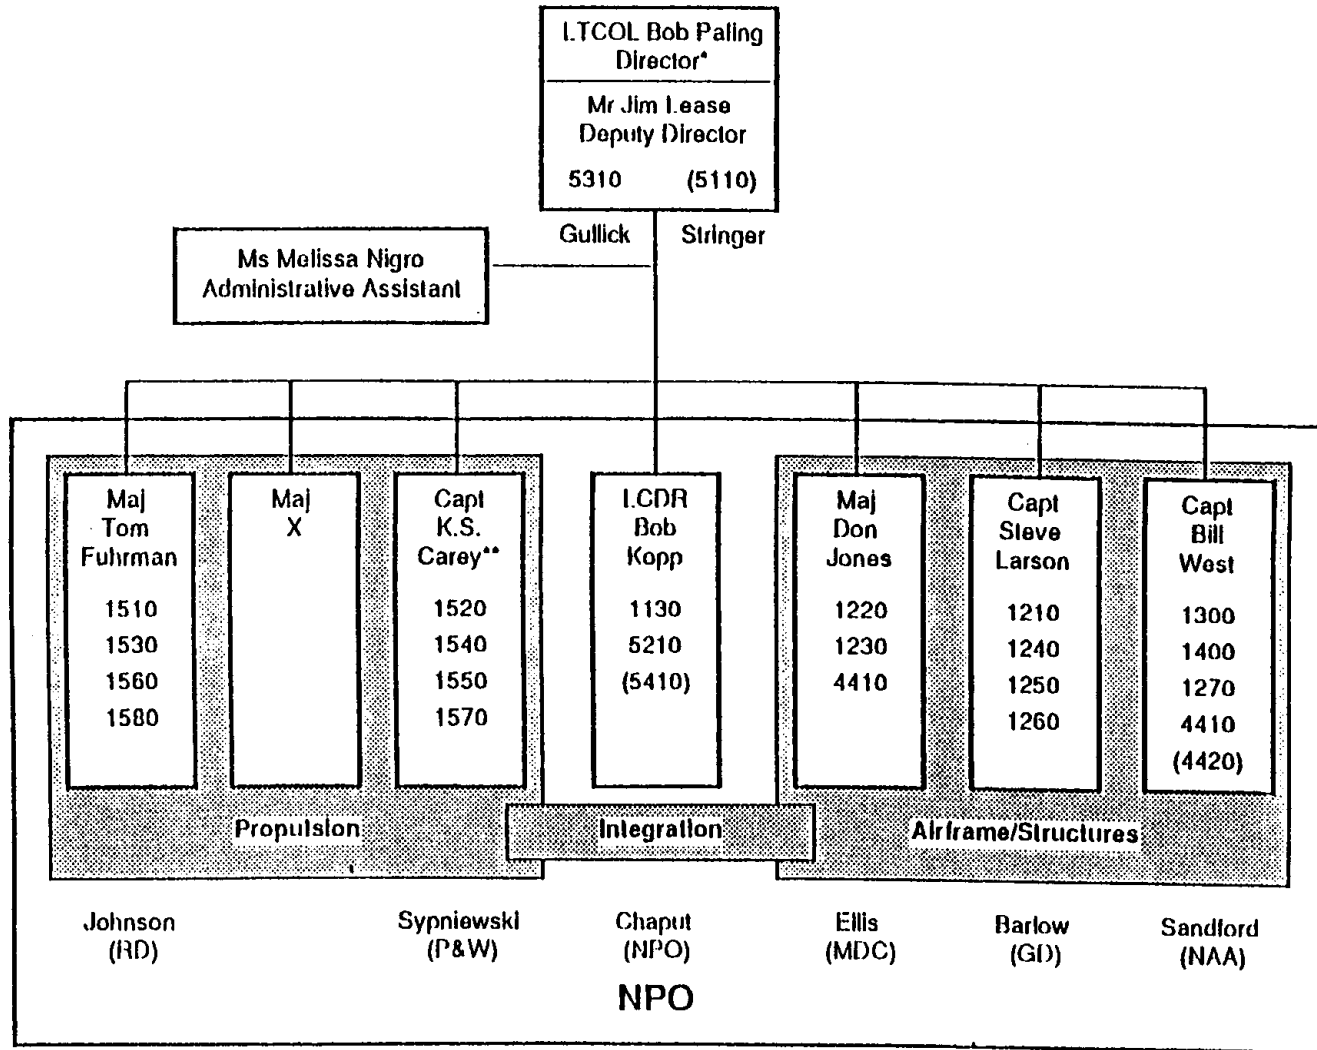 LTCOL Bob Paling
Director*
Mr Jim Lease
Deputy Director
5310 (5110)
Gullick Stringer
Ms Melissa Nigro
Administrative Assistant
Maj
Tom
Fuhrman
1510
1530
1560
1580
Maj
X
Capt
K.S.
Carey**
1520
1540
1550
1570
LCDR
Bob
Kopp
1130
5210
(5410)
Maj
Don
Jones
1220
1230
4410
Capt
Steve
Larson
1210
1240
1250
1260
Capt
Bill
West
1300
1400
1270
4410
(4420)
Propulsion
Integration
Airframe/Structures
Johnson
(RD)
Sypniewski
(P&W)
Chaput
(NPO)
Ellis
(MDC)
Barlow
(GD)
Sandford
(NAA)
NPO